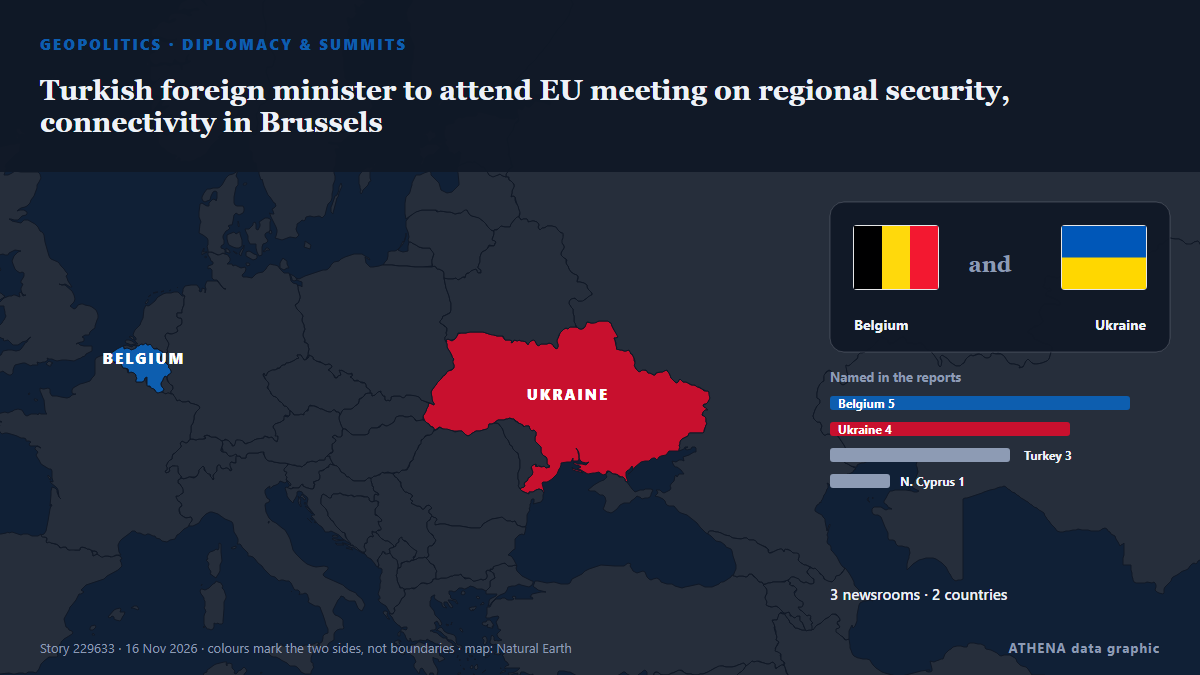 GEOPOLITICS · DIPLOMACY & SUMMITS
Turkish foreign minister to attend EU meeting on regional security,
connectivity in Brussels
BELGIUM
UKRAINE
and
Belgium
Ukraine
Named in the reports
Belgium 5
Ukraine 4
Turkey 3
N. Cyprus 1
3 newsrooms · 2 countries
Story 229633 · 16 Nov 2026 · colours mark the two sides, not boundaries · map: Natural Earth
ATHENA data graphic